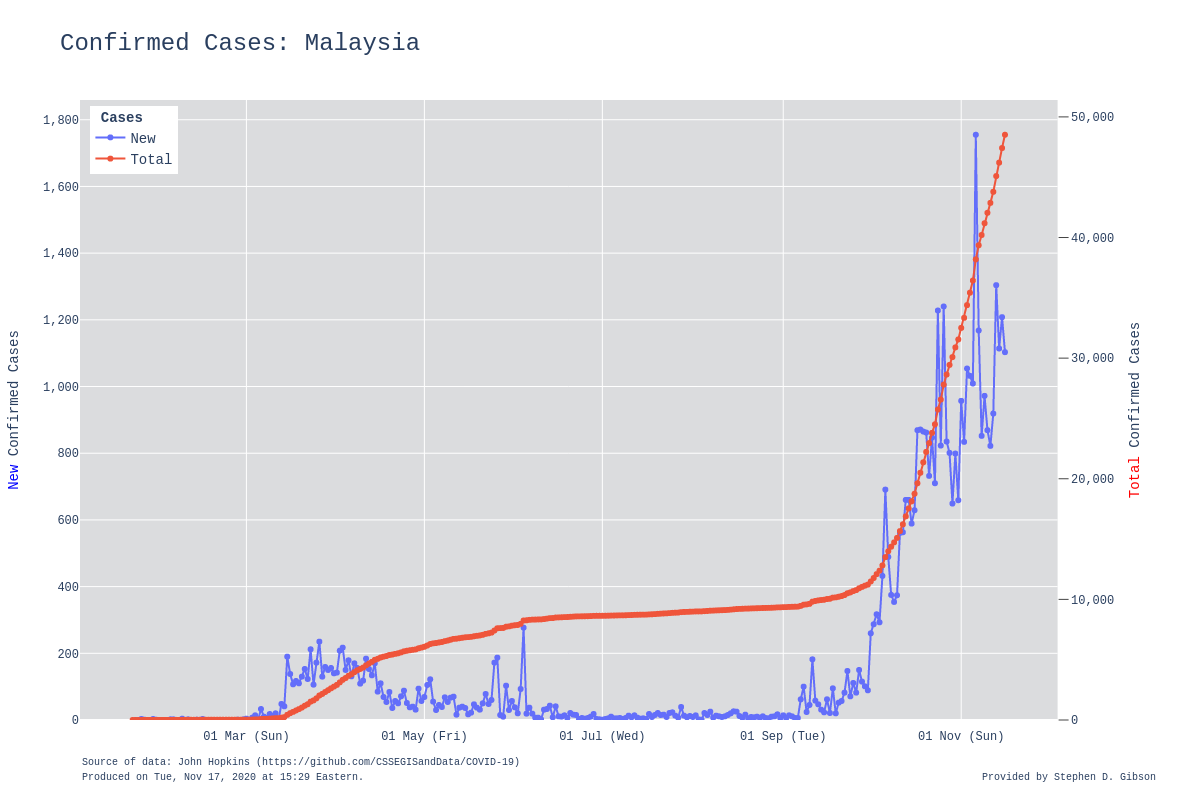 Confirmed Cases: Malaysia
Cases
New
Total
1,800
1,600
1,400
1,200
1,000
800
600
400
200
0
New Confirmed Cases
50,000
40,000
30,000
20,000
10,000
0
Total Confirmed Cases
01 Mar (Sun)
01 May (Fri)
01 Jul (Wed)
01 Sep (Tue)
01 Nov (Sun)
Source of data: John Hopkins (https://github.com/CSSEGISandData/COVID-19)
Produced on Tue, Nov 17, 2020 at 15:29 Eastern.
Provided by Stephen D. Gibson